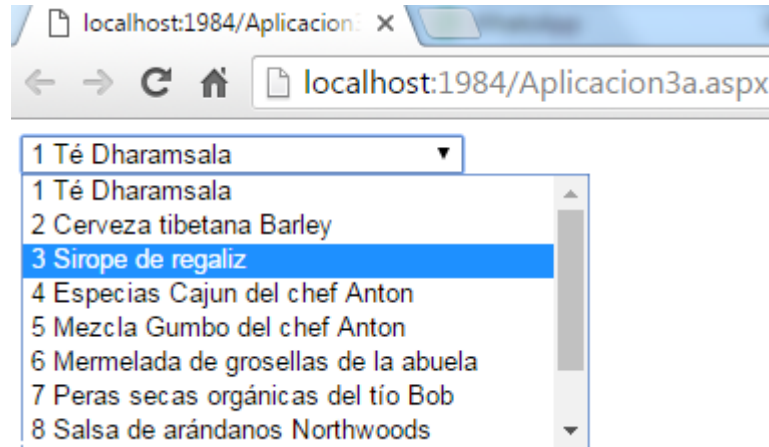 localhost:1984/Aplicacion
localhost:1984/Aplicacion3a.aspx
1 Té Dharamsala
1 Té Dharamsala
2 Cerveza tibetana Barley
3 Sirope de regaliz
4 Especias Cajun del chef Anton
5 Mezcla Gumbo del chef Anton
6 Mermelada de grosellas de la abuela
7 Peras secas orgánicas del tío Bob
8 Salsa de arándanos Northwoods